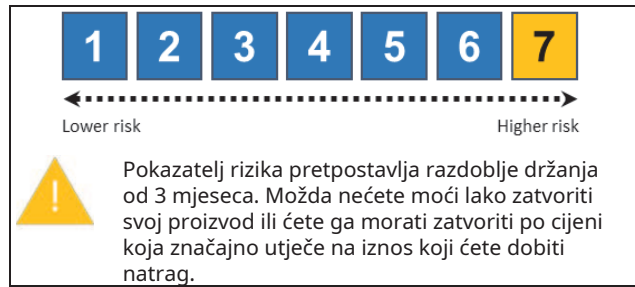 1 2 3 4 5 6 7
Lower risk Higher risk
!
Pokazatelj rizika pretpostavlja razdoblje držanja
od 3 mjeseca. Možda nećete moći lako zatvoriti
svoj proizvod ili ćete ga morati zatvoriti po cijeni
koja značajno utječe na iznos koji ćete dobiti
natrag.